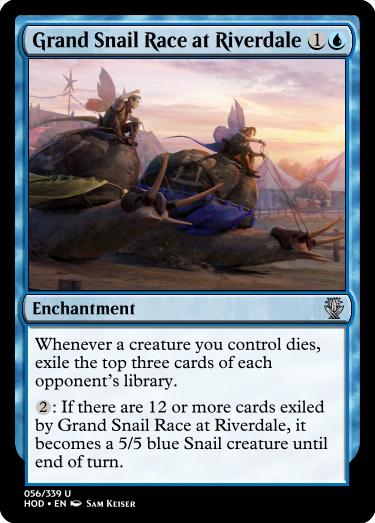 Grand Snail Race at Riverdale 1
Enchantment
Whenever a creature you control dies,
exile the top three cards of each
opponent's library.
2: If there are 12 or more cards exiled
by Grand Snail Race at Riverdale, it
becomes a 5/5 blue Snail creature until
end of turn.
056/339 U
HOD • EN Sam Keiser